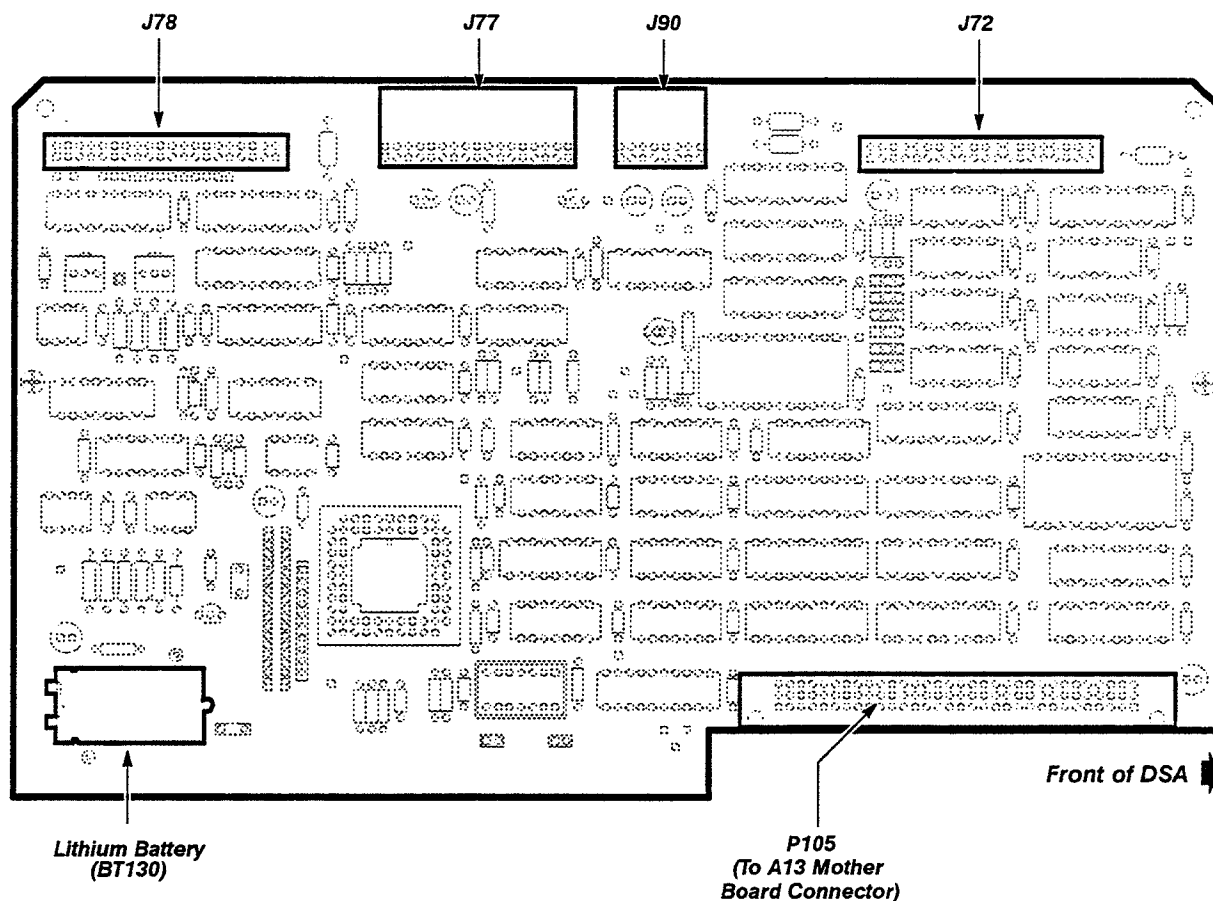 J78
J77
J90
J72
Front of DSA
Lithium Battery
(BT130)
P105
(To A13 Mother
Board Connector)